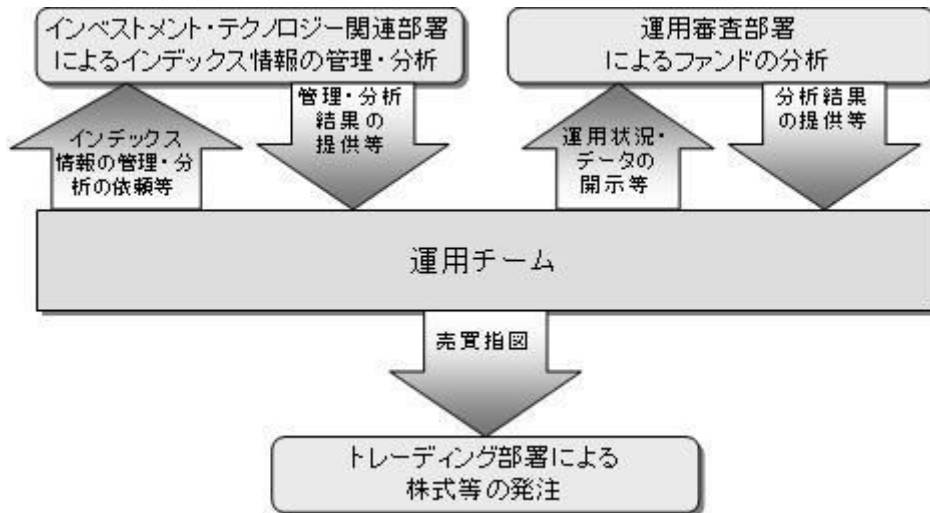 インベストメント・テクノロジー関連部署
によるインデックス情報の管理・分析
運用審査部署
によるファンドの分析
インデックス
情報の管理・分
析の依頼等
管理・分析
結果の
提供等
運用状況・
データの
開示等
分析結果
の提供等
運用チーム
売買指図
トレーディング部署による
株式等の発注